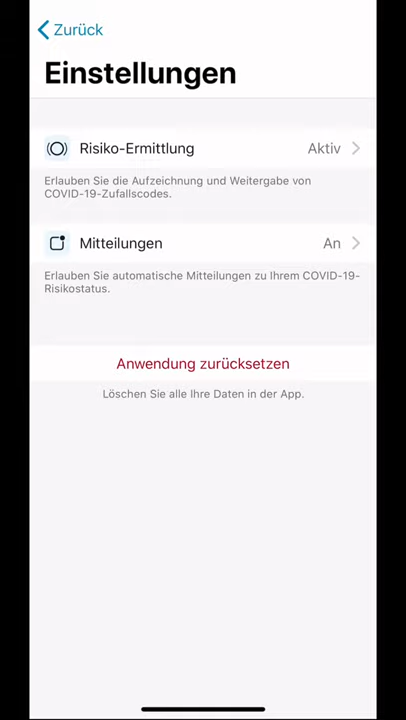 Zurück
Einstellungen
Risiko-Ermittlung Aktiv
Erlauben Sie die Aufzeichnung und Weitergabe von
COVID-19-Zufallscodes.
Mitteilungen An
Erlauben Sie automatische Mitteilungen zu Ihrem COVID-19-
Risikostatus.
Anwendung zurücksetzen
Löschen Sie alle Ihre Daten in der App.